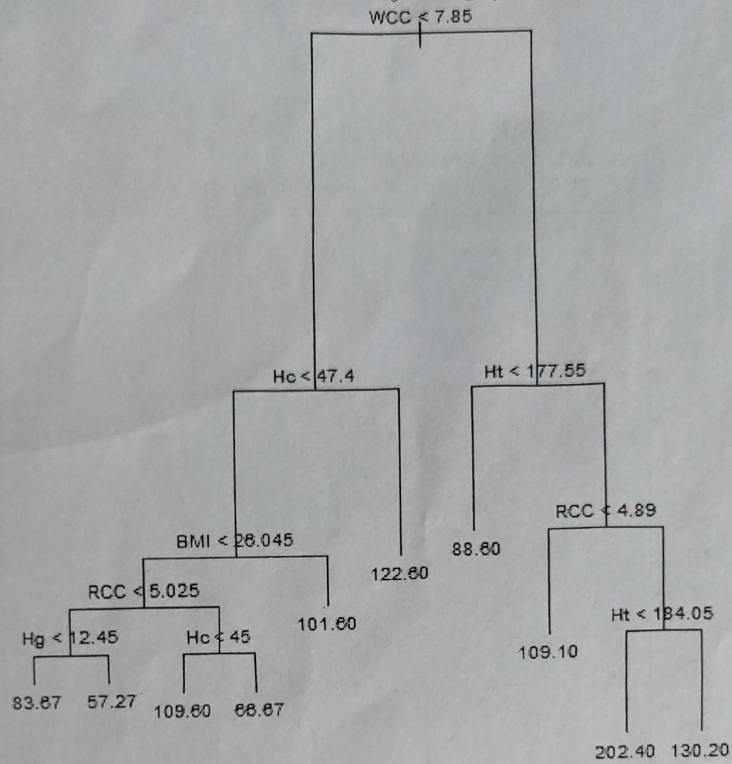 WCC < 7.85
Hc < 47.4
Ht < 177.55
BMI < 26.045
RCC < 4.89
122.60
88.60
RCC < 5.025
101.60
Ht < 184.05
Hg < 12.45
Hc < 45
109.10
83.67
57.27
109.60
66.67
202.40
130.20